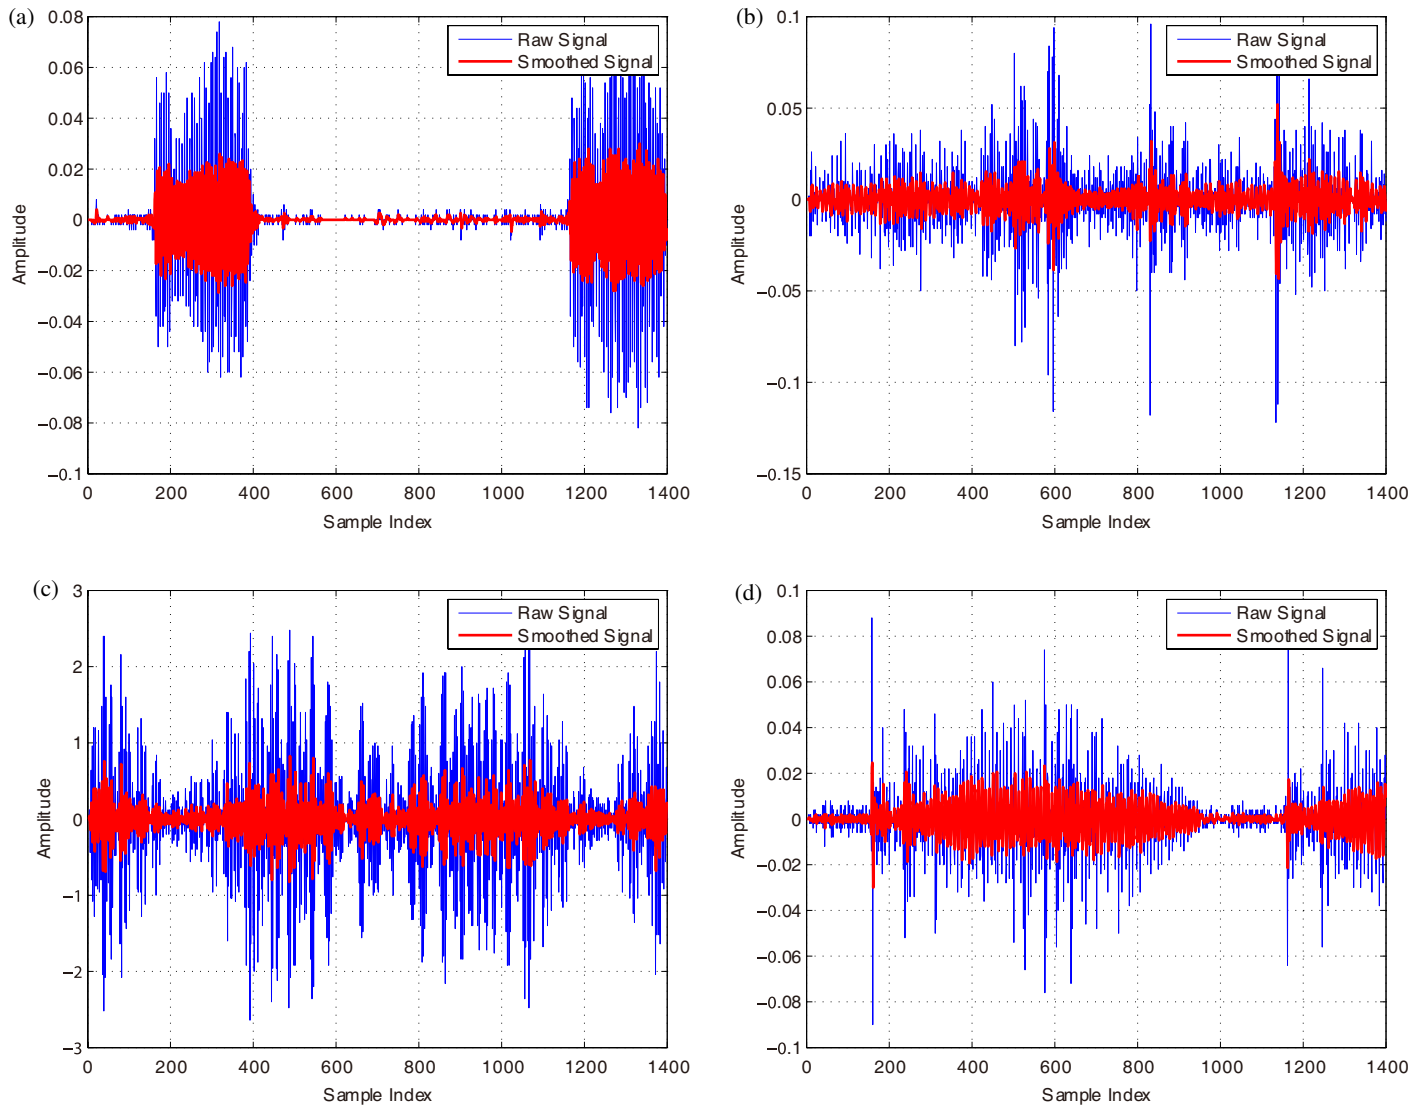 (a)
0.08
0.06
0.04
0.02
0
−0.02
−0.04
−0.06
−0.08
−0.1
Amplitude
Raw Signal
Smoothed Signal
0 200 400 600 800 1000 1200 1400
Sample Index
(b)
0.1
0.05
0
−0.05
−0.1
−0.15
Amplitude
Raw Signal
Smoothed Signal
0 200 400 600 800 1000 1200 1400
Sample Index
(c)
3
2
1
0
−1
−2
−3
Amplitude
Raw Signal
Smoothed Signal
0 200 400 600 800 1000 1200 1400
Sample Index
(d)
0.1
0.08
0.06
0.04
0.02
0
−0.02
−0.04
−0.06
−0.08
−0.1
Amplitude
Raw Signal
Smoothed Signal
0 200 400 600 800 1000 1200 1400
Sample Index